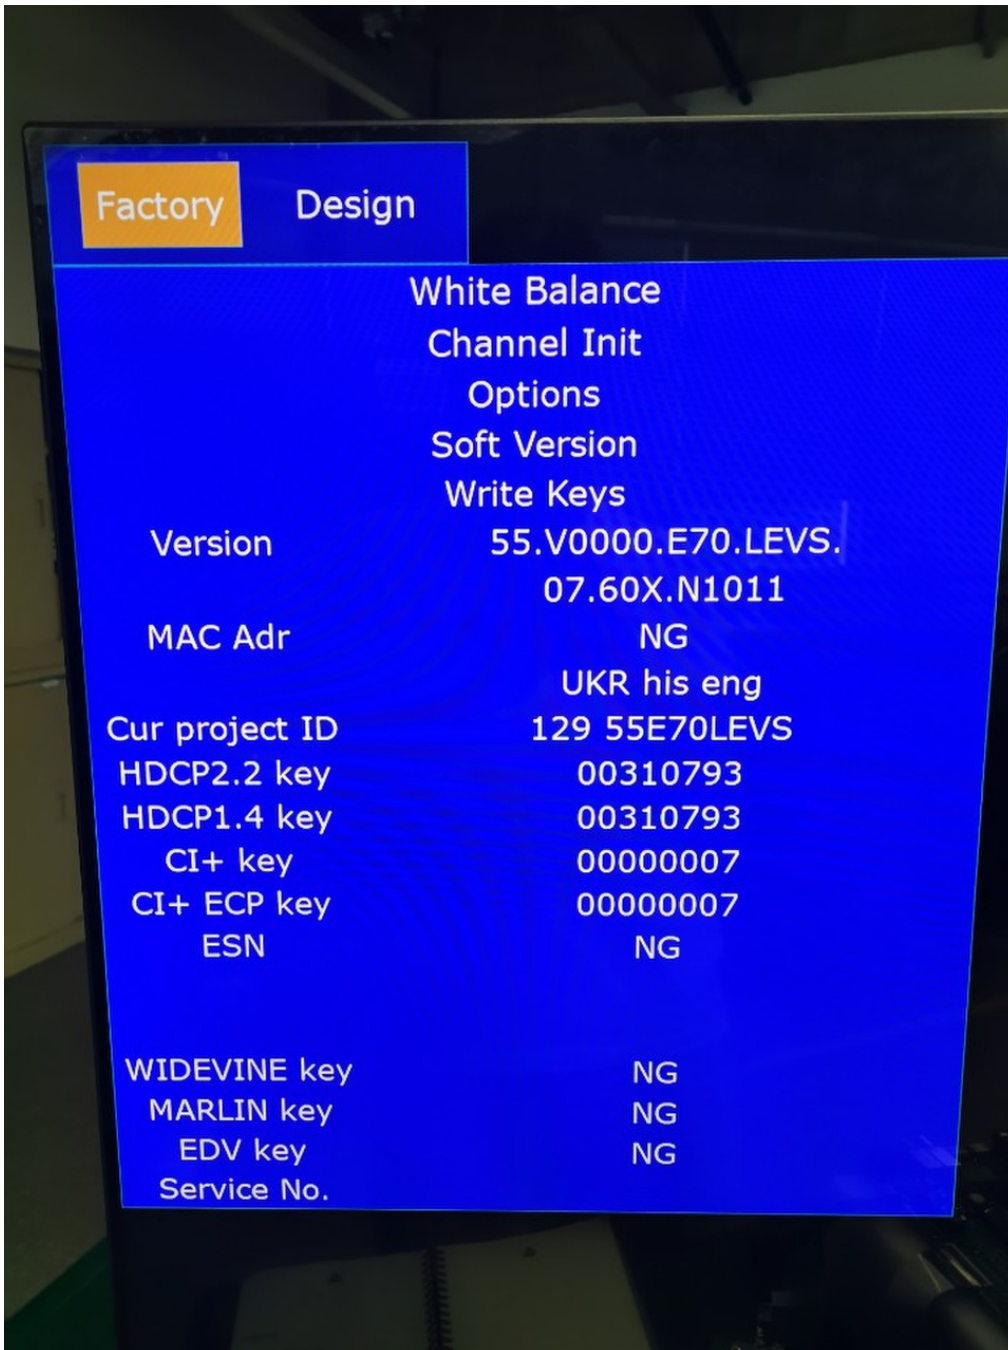 Factory Design
White Balance
Channel Init
Options
Soft Version
Write Keys
Version 55.V0000.E70.LEVS.
07.60X.N1011
MAC Adr NG
UKR his eng
Cur project ID 129 55E70LEVS
HDCP2.2 key 00310793
HDCP1.4 key 00310793
CI+ key 00000007
CI+ ECP key 00000007
ESN NG
WIDEVINE key NG
MARLIN key NG
EDV key NG
Service No.